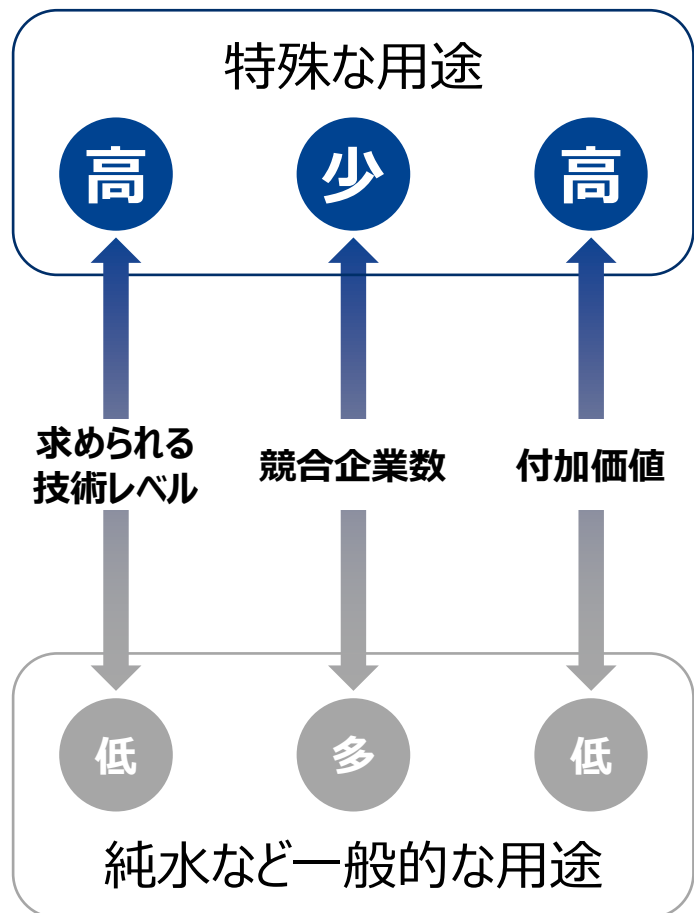 特殊な用途
高 少 高
求められる
技術レベル
競合企業数
付加価値
低 多 低
純水など一般的な用途